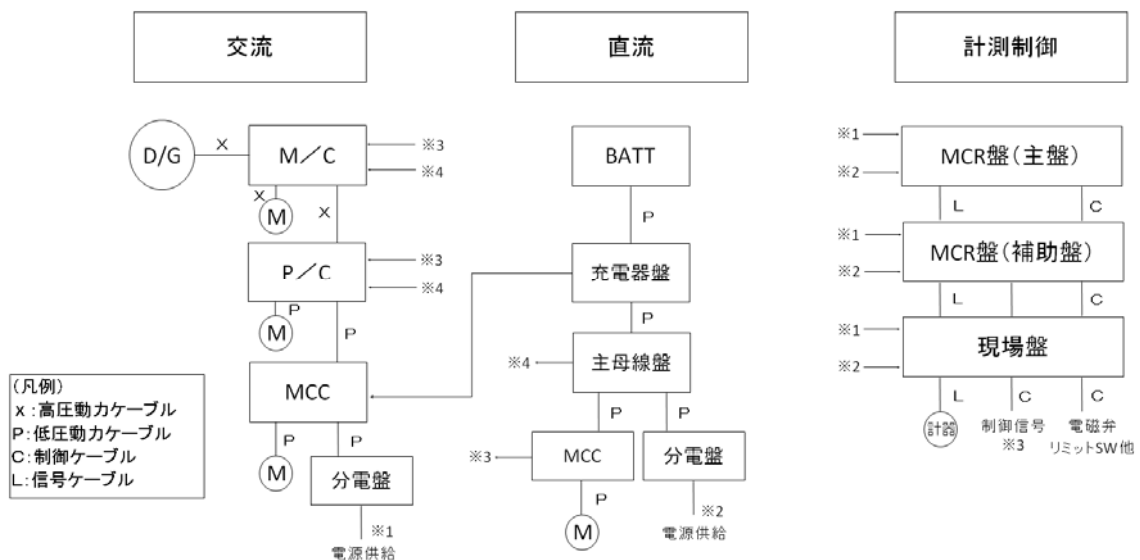 交流
直流
計測制御
D/G
X
M/C
※3
※4
X
M
X
P/C
※3
※4
P
M
P
MCC
P
M
P
分電盤
※1
電源供給
BATT
P
充電器盤
P
※4
主母線盤
P
P
※3
MCC
分電盤
P
M
※2
電源供給
※1
※2
MCR盤(主盤)
L
C
※1
※2
MCR盤(補助盤)
L
C
※1
※2
現場盤
L
C
C
計器
制御信号
※3
電磁弁
リミットSW他
(凡例)
x:高圧動力ケーブル
P:低圧動力ケーブル
C:制御ケーブル
L:信号ケーブル